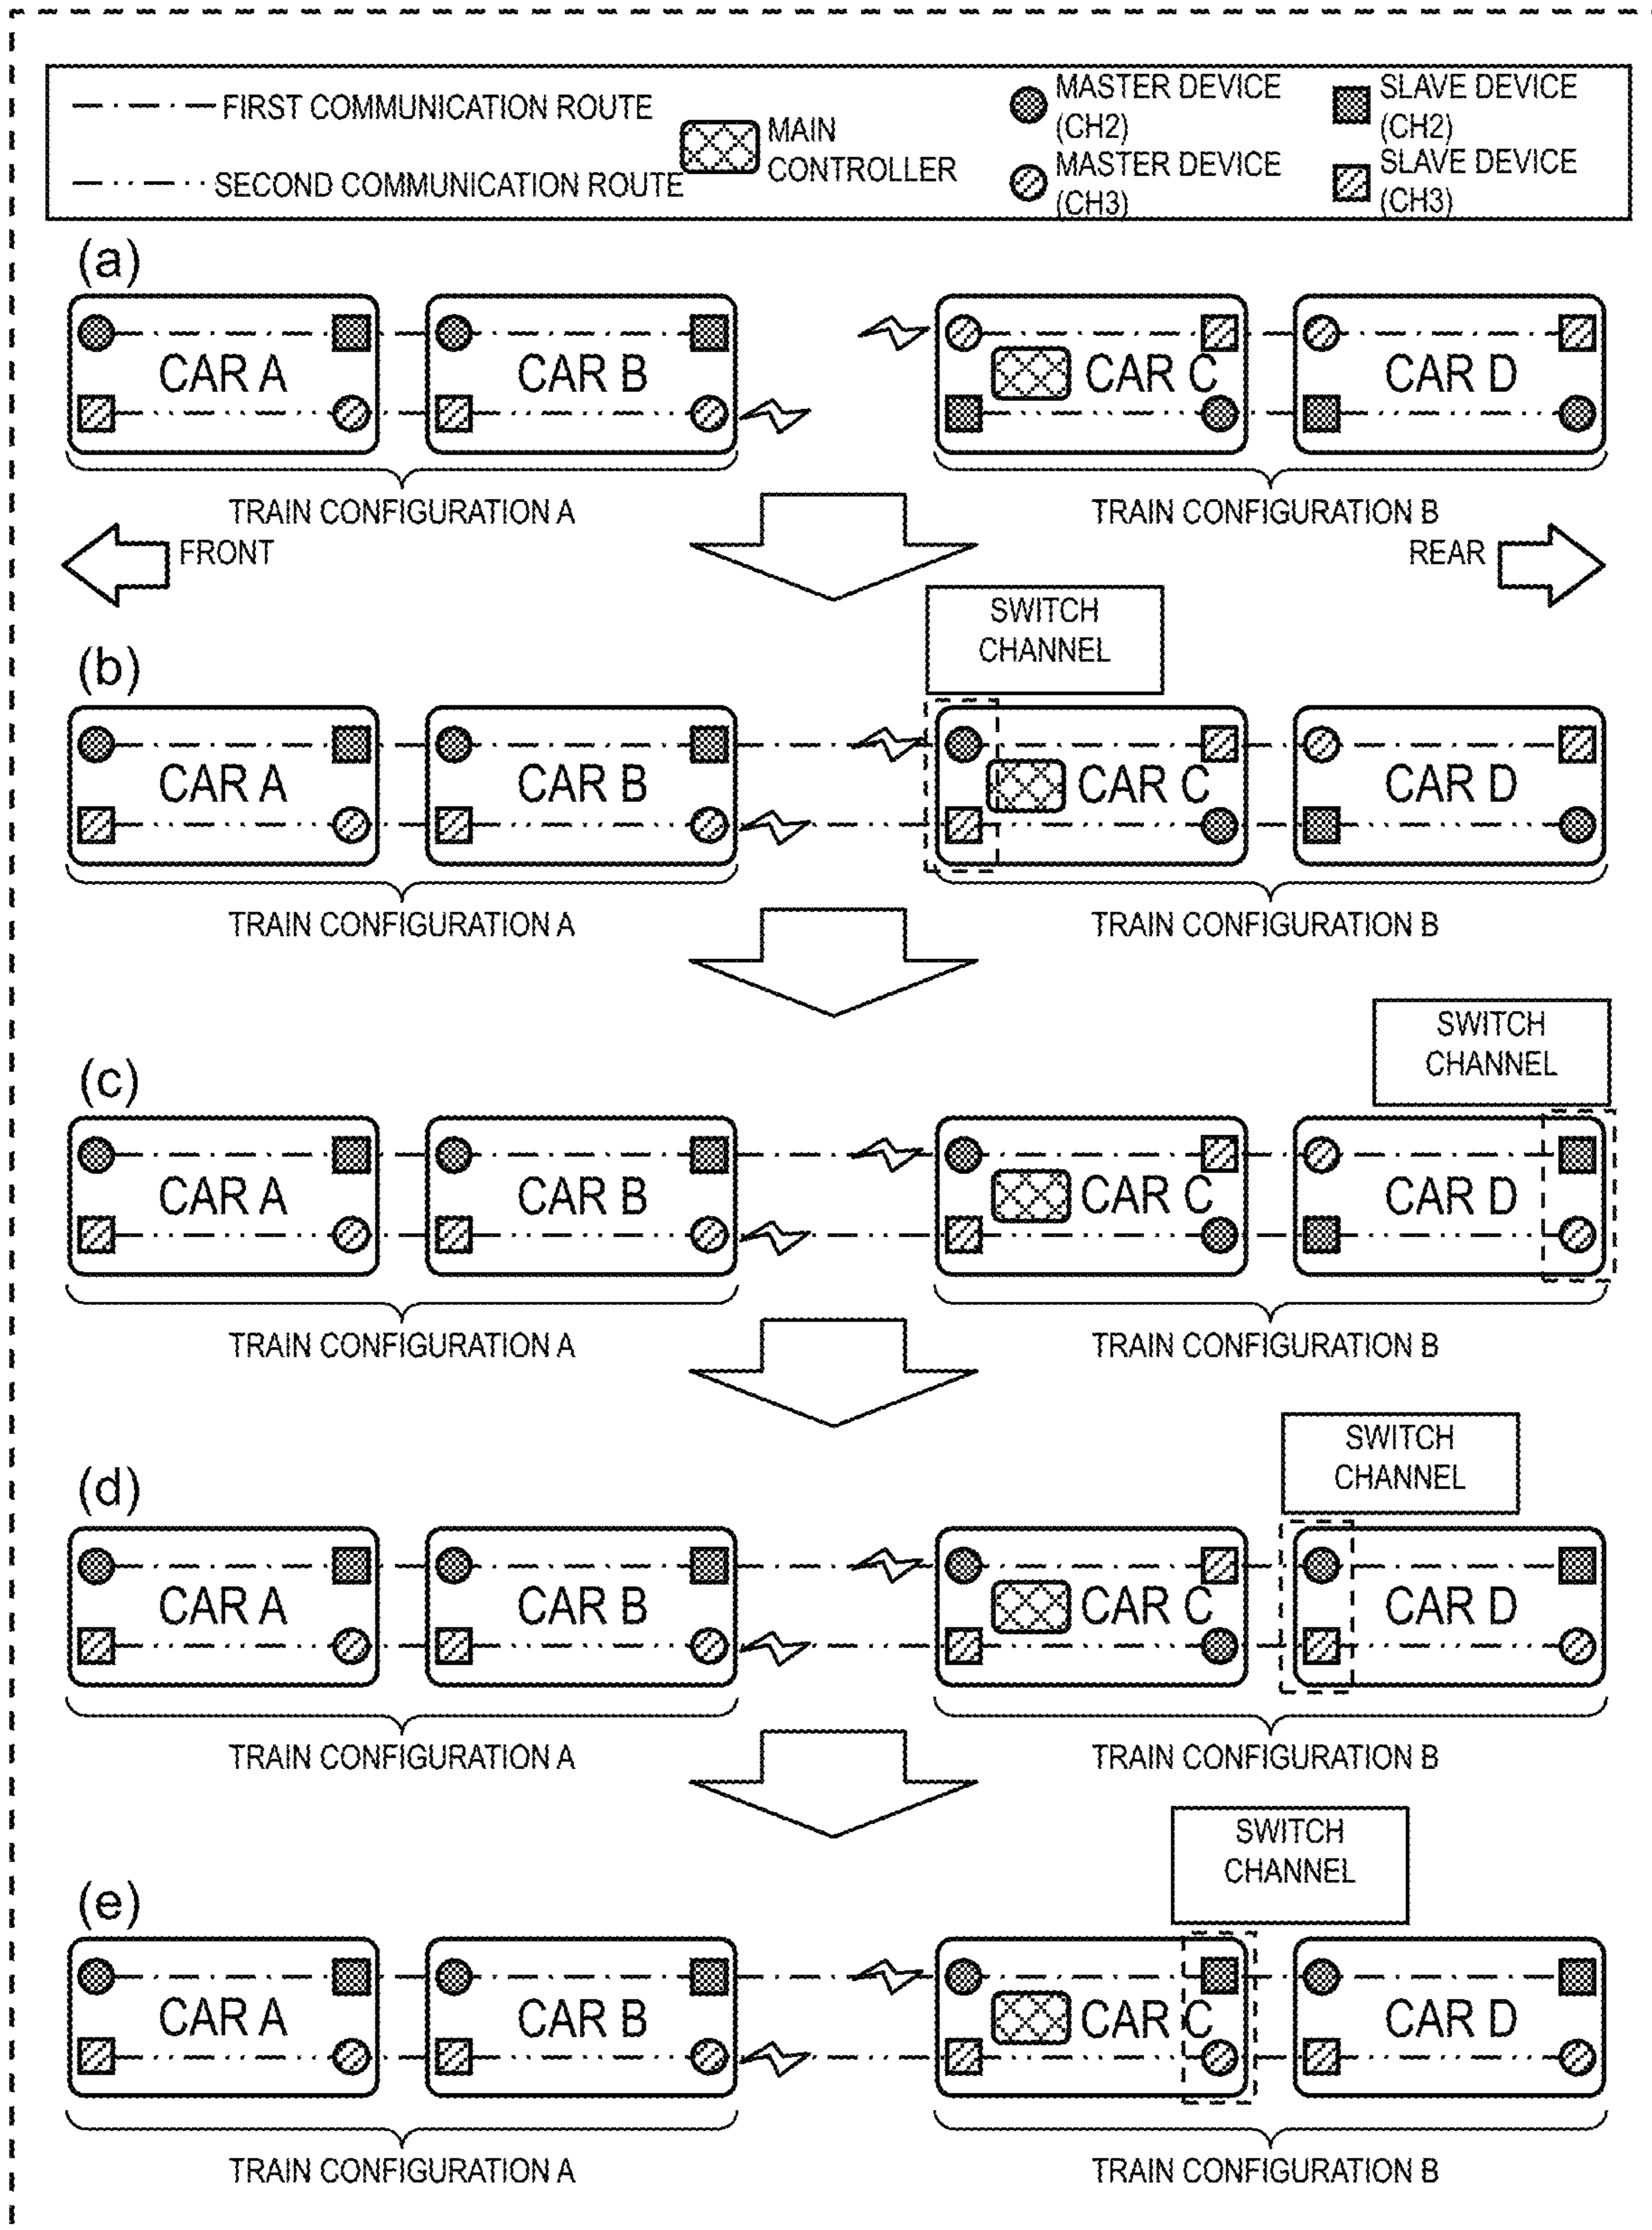 FIRST COMMUNICATION ROUTE
SECOND COMMUNICATION ROUTE
MAIN
CONTROLLER
MASTER DEVICE
(CH2)
MASTER DEVICE
(CH3)
SLAVE DEVICE
(CH2)
SLAVE DEVICE
(CH3)
(a)
CAR A
CAR B
CAR C
CAR D
TRAIN CONFIGURATION A
TRAIN CONFIGURATION B
FRONT
REAR
SWITCH
CHANNEL
(b)
CAR A
CAR B
CAR C
CAR D
TRAIN CONFIGURATION A
TRAIN CONFIGURATION B
SWITCH
CHANNEL
(c)
CAR A
CAR B
CAR C
CAR D
TRAIN CONFIGURATION A
TRAIN CONFIGURATION B
SWITCH
CHANNEL
(d)
CAR A
CAR B
CAR C
CAR D
TRAIN CONFIGURATION A
TRAIN CONFIGURATION B
SWITCH
CHANNEL
(e)
CAR A
CAR B
CAR C
CAR D
TRAIN CONFIGURATION A
TRAIN CONFIGURATION B